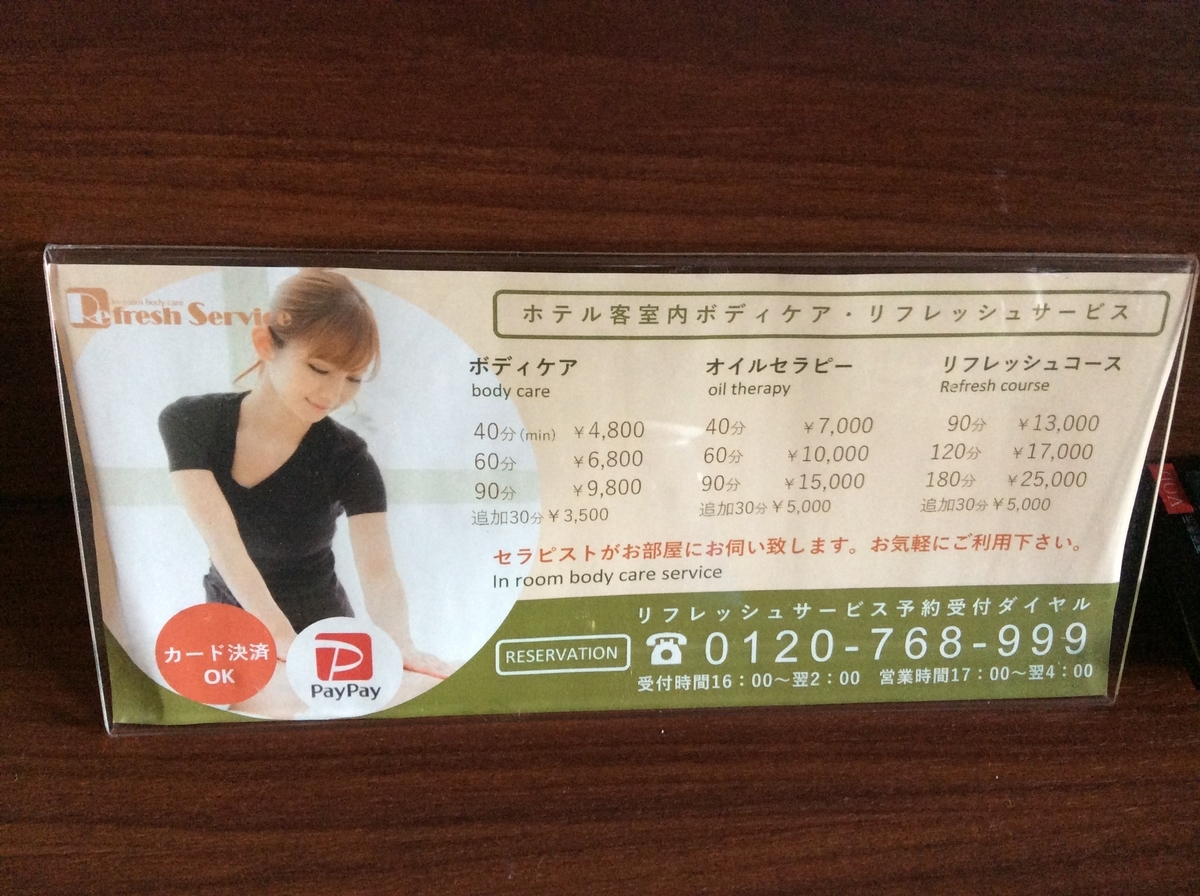 In-room body care
Refresh Service
ホテル客室内ボディケア・リフレッシュサービス
ボディケア
body care
40分(min) ￥4,800
60分 ￥6,800
90分 ￥9,800
追加30分￥3,500
オイルセラピー
oil therapy
40分 ￥7,000
60分 ￥10,000
90分 ￥15,000
追加30分￥5,000
リフレッシュコース
Refresh course
90分 ￥13,000
120分 ￥17,000
180分 ￥25,000
追加30分￥5,000
セラピストがお部屋にお伺い致します。お気軽にご利用下さい。
In room body care service
カード決済
OK
PayPay
リフレッシュサービス予約受付ダイヤル
RESERVATION
0120-768-999
受付時間16：00～翌2：00 営業時間17：00～翌4：00